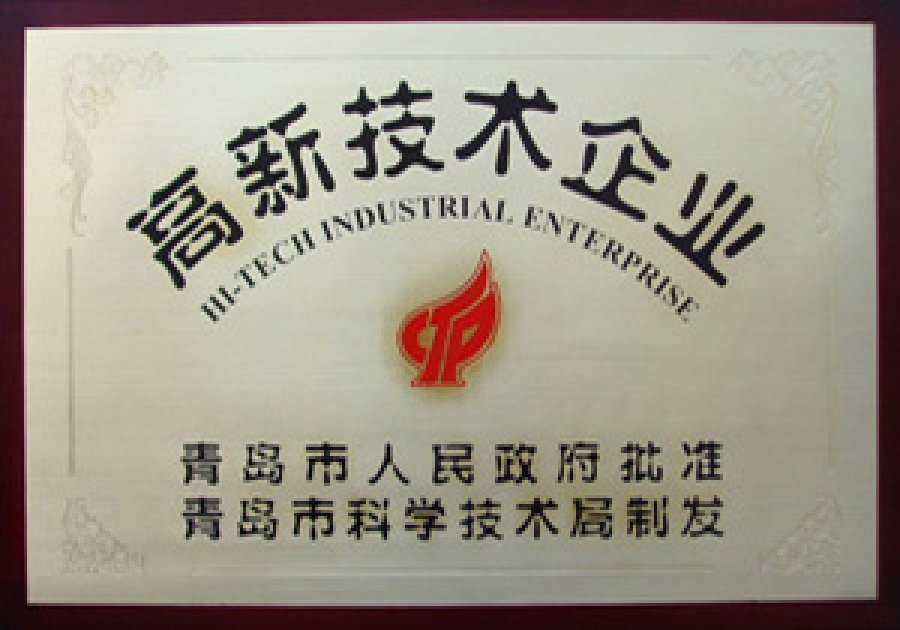 高新技术企业
HI-TECH INDUSTRIAL ENTERPRISE
CTP
青岛市人民政府批准
青岛市科学技术局制发